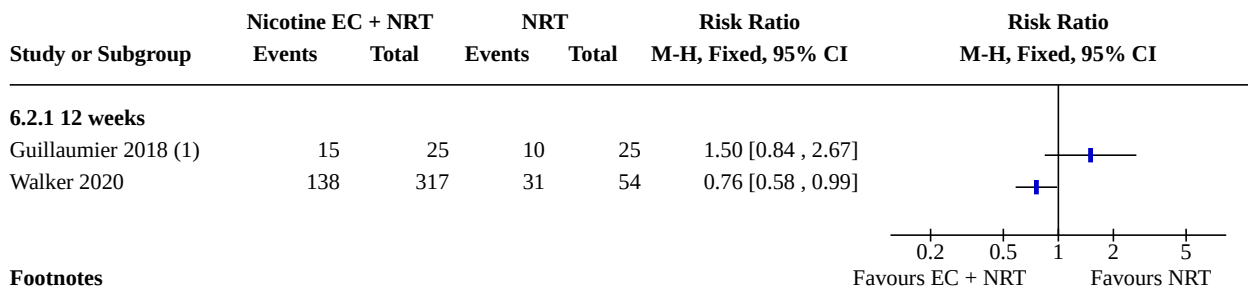 Nicotine EC + NRT NRT Risk Ratio Risk Ratio
Study or Subgroup Events Total Events Total M-H, Fixed, 95% CI M-H, Fixed, 95% CI
6.2.1 12 weeks
Guillaumier 2018 (1) 15 25 10 25 1.50 [0.84 , 2.67]
Walker 2020 138 317 31 54 0.76 [0.58 , 0.99]
0.2 0.5 1 2 5
Footnotes Favours EC + NRT Favours NRT